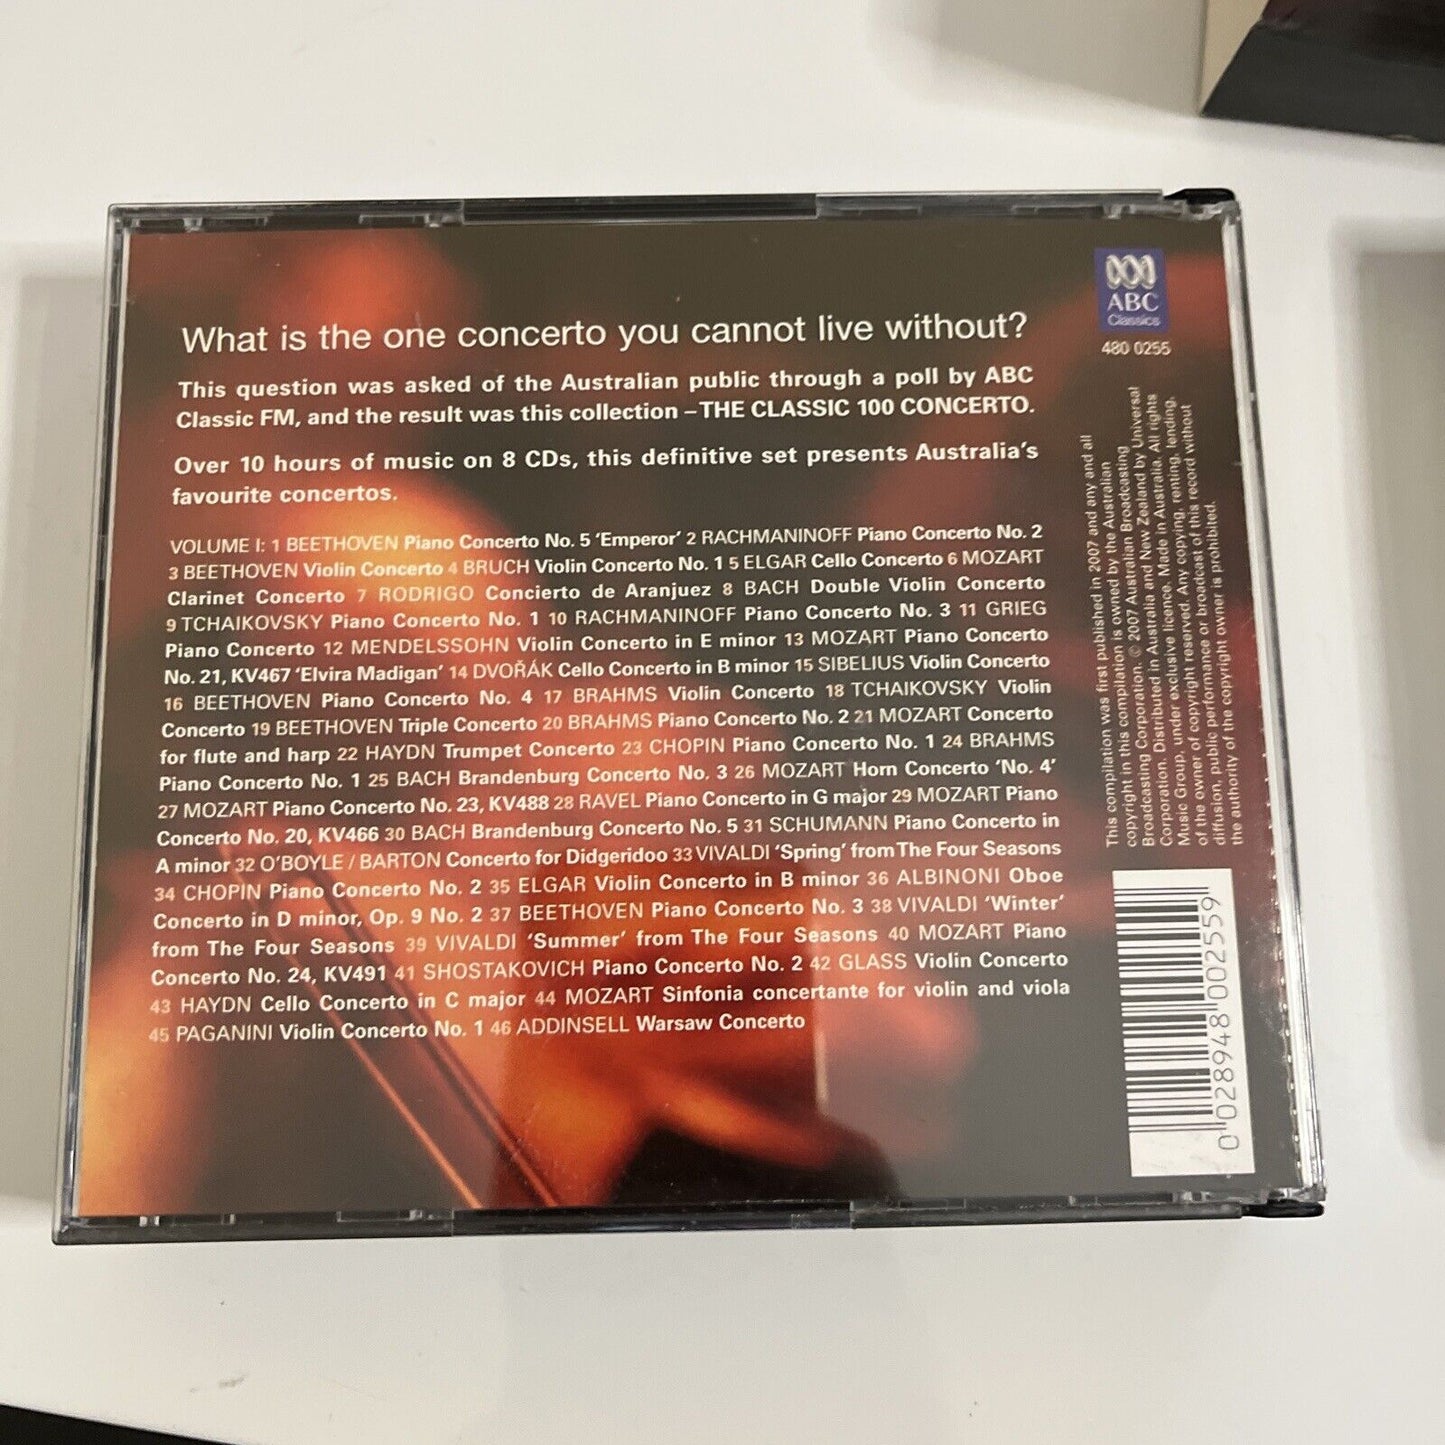 What is the one concerto you cannot live without?
This question was asked of the Australian public through a poll by ABC
Classic FM, and the result was this collection – THE CLASSIC 100 CONCERTO.
Over 10 hours of music on 8 CDs, this definitive set presents Australia's
favourite concertos.
VOLUME I: 1 BEETHOVEN Piano Concerto No. 5 'Emperor' 2 RACHMANINOFF Piano Concerto No. 2
3 BEETHOVEN Violin Concerto 4 BRUCH Violin Concerto No. 1 5 ELGAR Cello Concerto 6 MOZART
Clarinet Concerto 7 RODRIGO Concierto de Aranjuez 8 BACH Double Violin Concerto
9 TCHAIKOVSKY Piano Concerto No. 1 10 RACHMANINOFF Piano Concerto No. 3 11 GRIEG
Piano Concerto 12 MENDELSSOHN Violin Concerto in E minor 13 MOZART Piano Concerto
No. 21, KV467 'Elvira Madigan' 14 DVOŘÁK Cello Concerto in B minor 15 SIBELIUS Violin Concerto
16 BEETHOVEN Piano Concerto No. 4 17 BRAHMS Violin Concerto 18 TCHAIKOVSKY Violin
Concerto 19 BEETHOVEN Triple Concerto 20 BRAHMS Piano Concerto No. 2 21 MOZART Concerto
for flute and harp 22 HAYDN Trumpet Concerto 23 CHOPIN Piano Concerto No. 1 24 BRAHMS
Piano Concerto No. 1 25 BACH Brandenburg Concerto No. 3 26 MOZART Horn Concerto 'No. 4'
27 MOZART Piano Concerto No. 23, KV488 28 RAVEL Piano Concerto in G major 29 MOZART Piano
Concerto No. 20, KV466 30 BACH Brandenburg Concerto No. 5 31 SCHUMANN Piano Concerto in
A minor 32 O'BOYLE / BARTON Concerto for Didgeridoo 33 VIVALDI 'Spring' from The Four Seasons
34 CHOPIN Piano Concerto No. 2 35 ELGAR Violin Concerto in B minor 36 ALBINONI Oboe
Concerto in D minor, Op. 9 No. 2 37 BEETHOVEN Piano Concerto No. 3 38 VIVALDI 'Winter'
from The Four Seasons 39 VIVALDI 'Summer' from The Four Seasons 40 MOZART Piano
Concerto No. 24, KV491 41 SHOSTAKOVICH Piano Concerto No. 2 42 GLASS Violin Concerto
43 HAYDN Cello Concerto in C major 44 MOZART Sinfonia concertante for violin and viola
45 PAGANINI Violin Concerto No. 1 46 ADDINSELL Warsaw Concerto
ABC
Classics
480 0255
This compilation was first published in 2007 and any and all
copyright in this compilation is owned by the Australian
Broadcasting Corporation. © 2007 Australian Broadcasting
Corporation. Distributed in Australia and New Zealand by Universal
Music Group, under exclusive licence. Made in Australia. All rights
of the owner of copyright reserved. Any copying, renting, lending,
diffusion, public performance or broadcast of this record without
the authority of the copyright owner is prohibited.
0 028948 002559